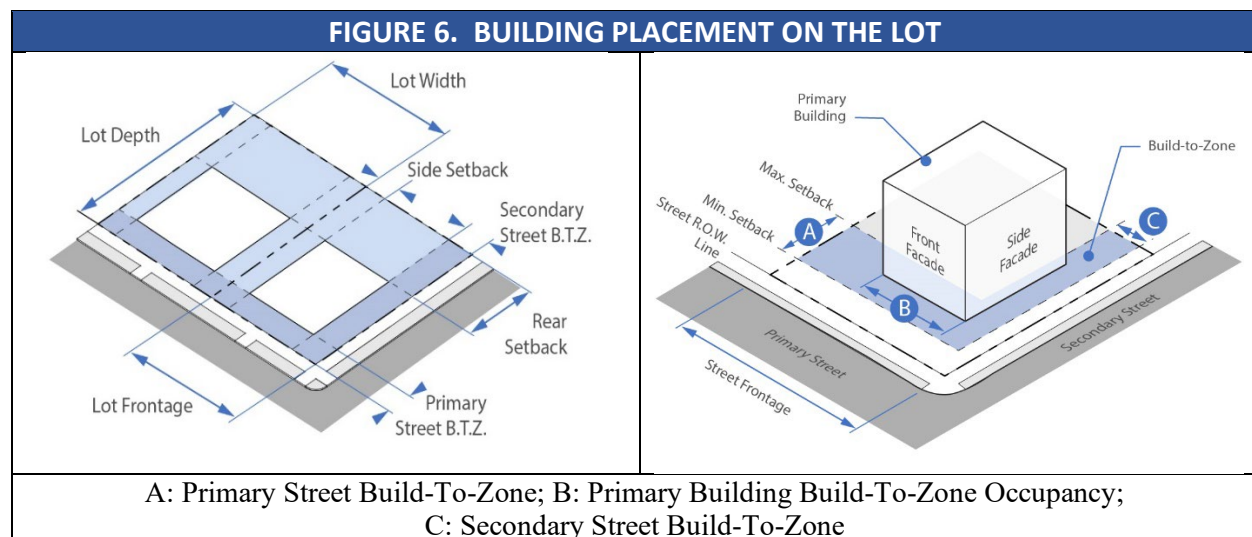 FIGURE 6. BUILDING PLACEMENT ON THE LOT
Lot Width
Lot Depth
Side Setback
Secondary
Street B.T.Z.
Rear
Setback
Lot Frontage
Primary
Street B.T.Z.
Primary
Building
Build-to-Zone
Max. Setback
Min. Setback
Street R.O.W.
Line
A
C
Front
Facade
Side
Facade
B
Primary Street
Secondary Street
Street Frontage
A: Primary Street Build-To-Zone; B: Primary Building Build-To-Zone Occupancy;
C: Secondary Street Build-To-Zone